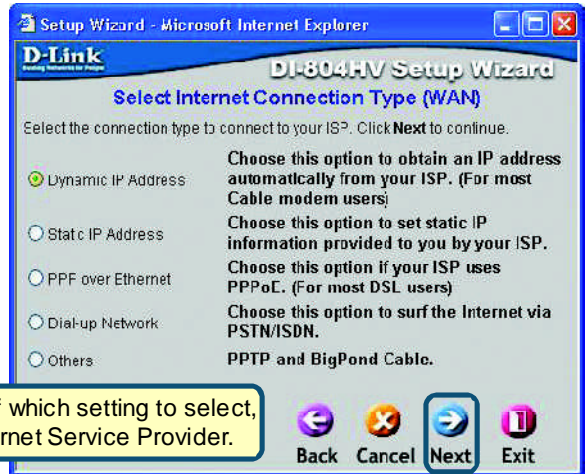 Setup Wizard - Microsoft Internet Explorer
D-Link
Building Networks for People
DI-804HV Setup Wizard
Select Internet Connection Type (WAN)
Select the connection type to connect to your ISP. Click Next to continue.
Dynamic IP Address
Choose this option to obtain an IP address
automatically from your ISP. (For most
Cable modem users)
Static IP Address
Choose this option to set static IP
information provided to you by your ISP.
PPP over Ethernet
Choose this option if your ISP uses
PPPoE. (For most DSL users)
Dial-up Network
Choose this option to surf the Internet via
PSTN/ISDN.
Others
PPTP and BigPond Cable.
which setting to select,
rnet Service Provider.
Back Cancel Next Exit